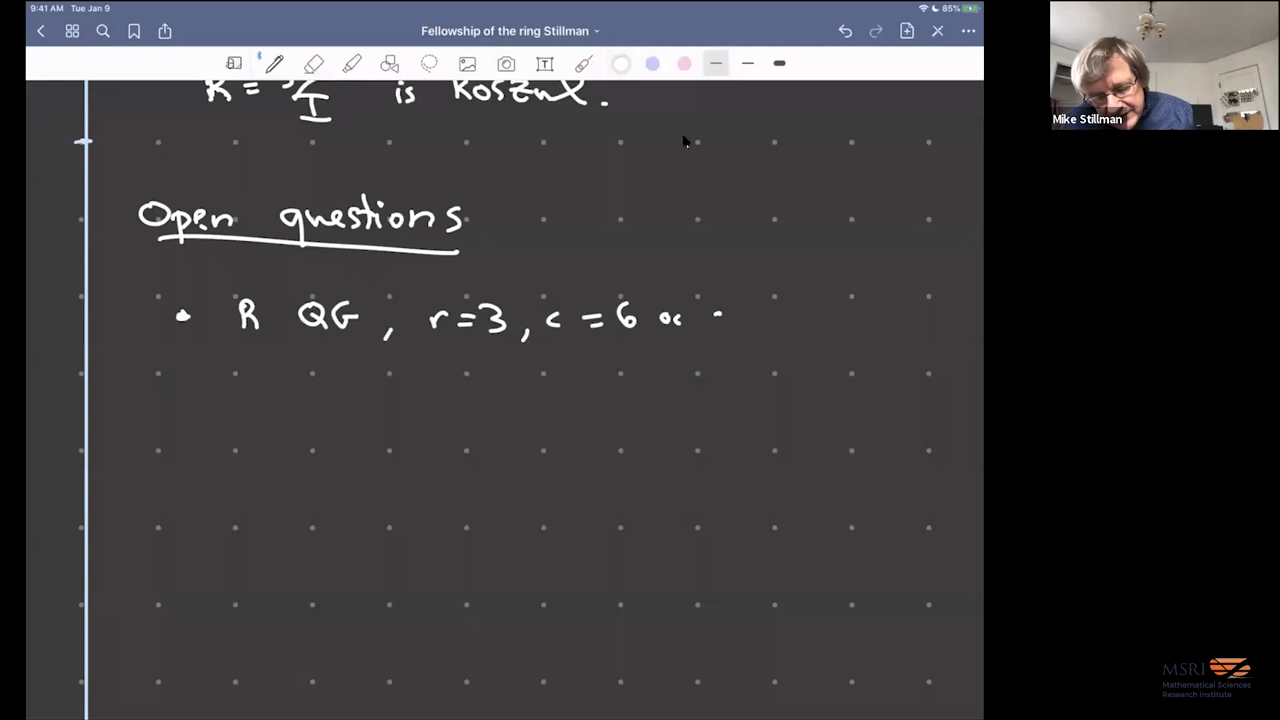 9:41 AM Tue Jan 9
85%
Fellowship of the ring Stillman
is Koszul.
I
Open questions
• R QG, r=3, c = 6 or
Mike Stillman
MSRI
Mathematical Sciences
Research Institute